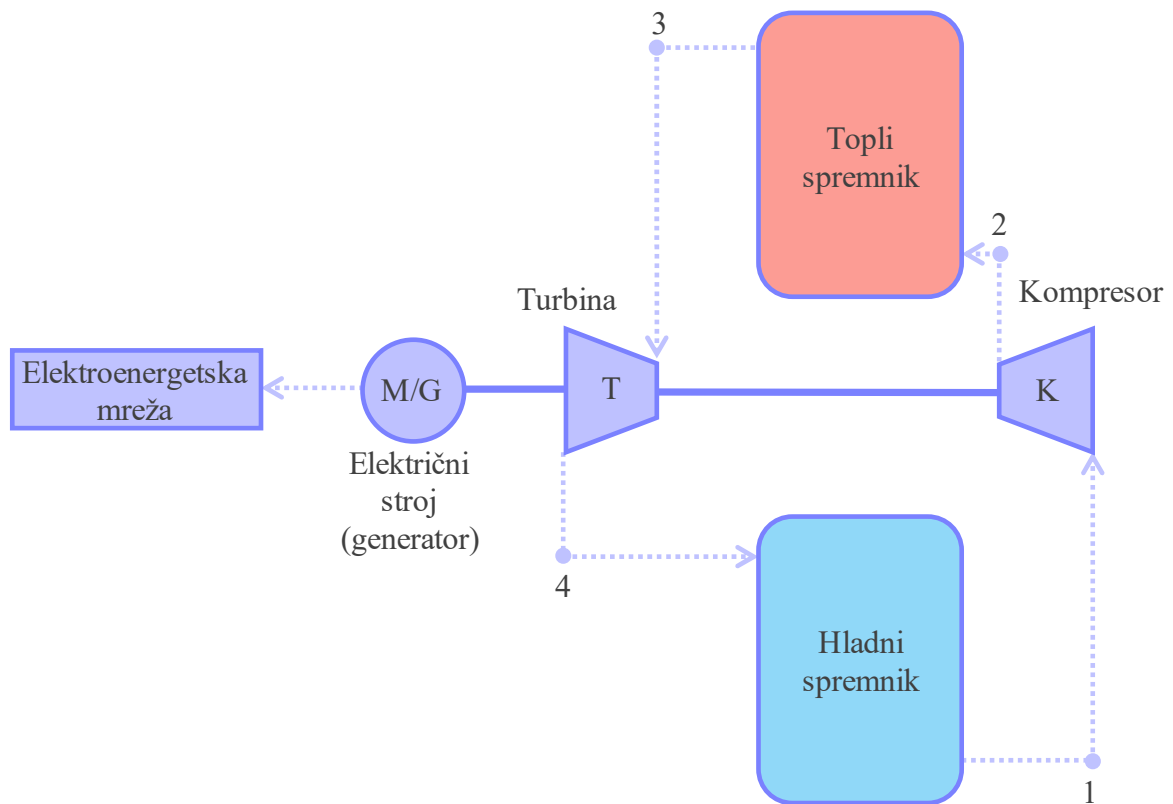 3
Topli
spremnik
2
Kompresor
Turbina
Elektroenergetska
mreža
M/G
T
K
Električni
stroj
(generator)
4
Hladni
spremnik
1